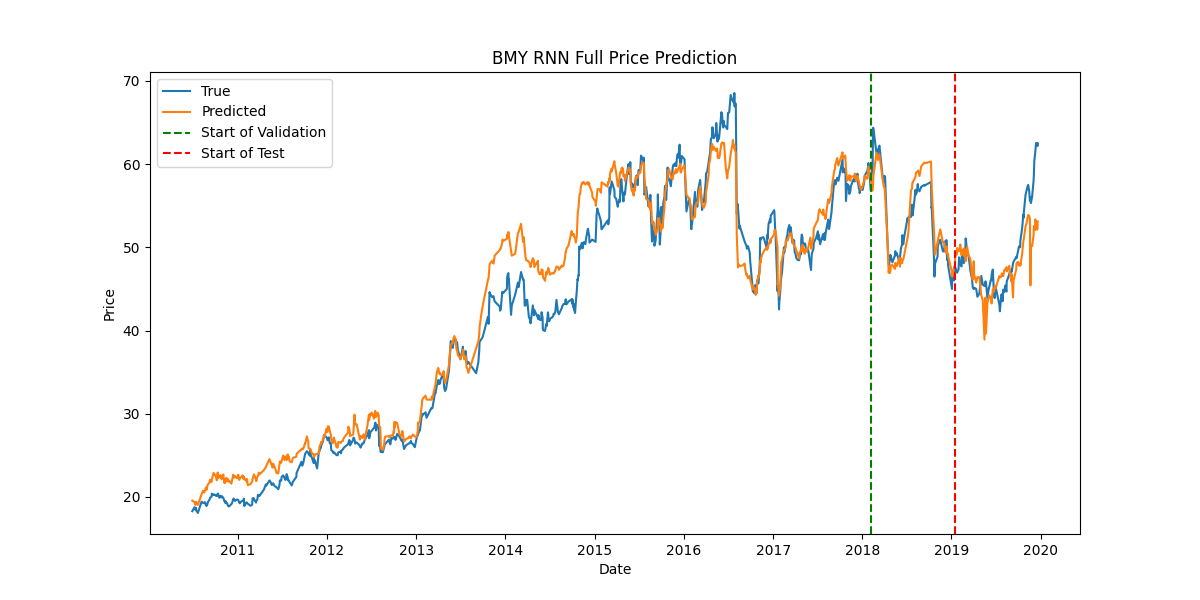 BMY RNN Full Price Prediction
True
Predicted
Start of Validation
Start of Test
70
60
50
40
30
20
Price
2011 2012 2013 2014 2015 2016 2017 2018 2019 2020
Date